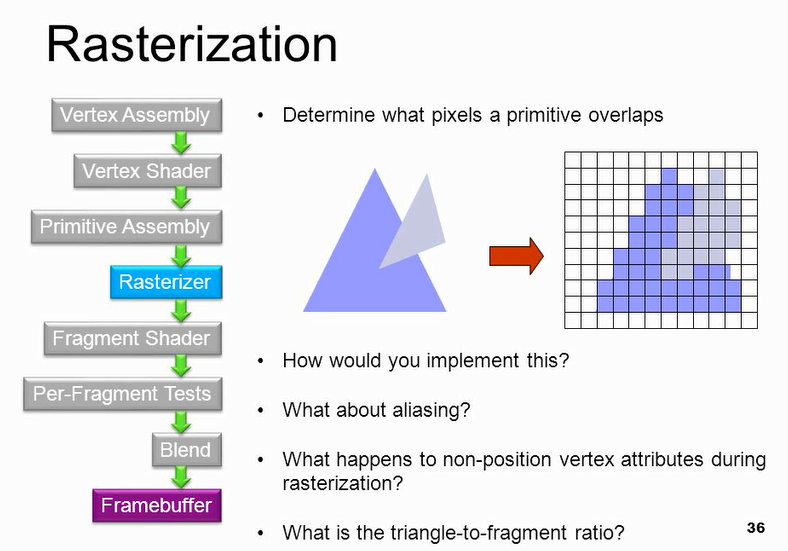 Rasterization
Vertex Assembly
Vertex Shader
Primitive Assembly
Rasterizer
Fragment Shader
Per-Fragment Tests
Blend
Framebuffer
• Determine what pixels a primitive overlaps
• How would you implement this?
• What about aliasing?
• What happens to non-position vertex attributes during
rasterization?
• What is the triangle-to-fragment ratio?
36